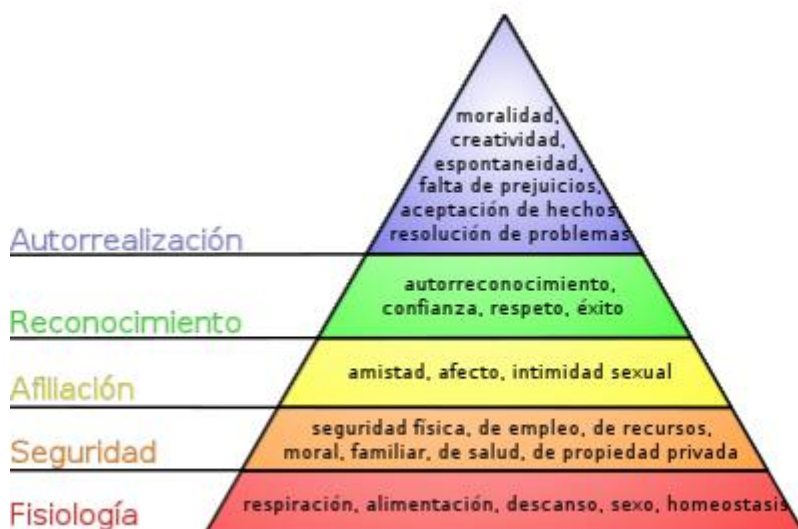 moralidad,
creatividad,
espontaneidad,
falta de prejuicios,
aceptación de hechos,
resolución de problemas
Autorrealización
autorreconocimiento,
confianza, respeto, éxito
Reconocimiento
amistad, afecto, intimidad sexual
Afiliación
seguridad física, de empleo, de recursos,
moral, familiar, de salud, de propiedad privada
Seguridad
respiración, alimentación, descanso, sexo, homeostasis
Fisiología